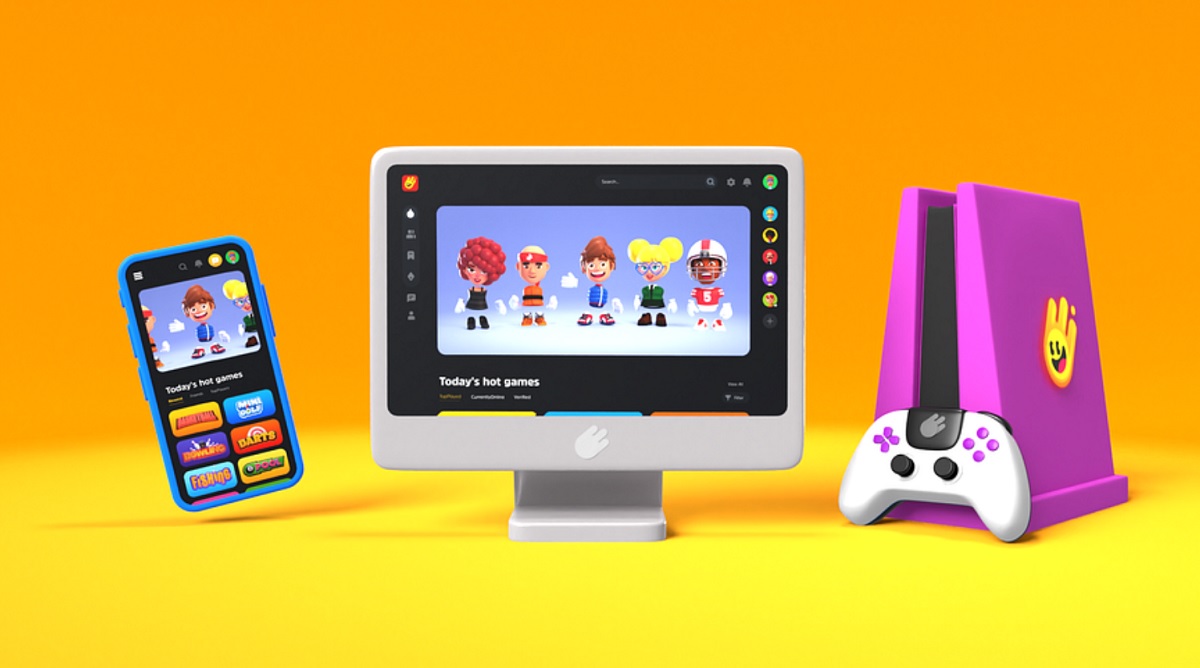 Today's hot games
BASKETBALL
MINI
GOLF
BOWLING
DARTS
FISHING
POOL
Search...
5
Today's hot games
View All
TopPlayed
CurrentlyOnline
Verified
Filter